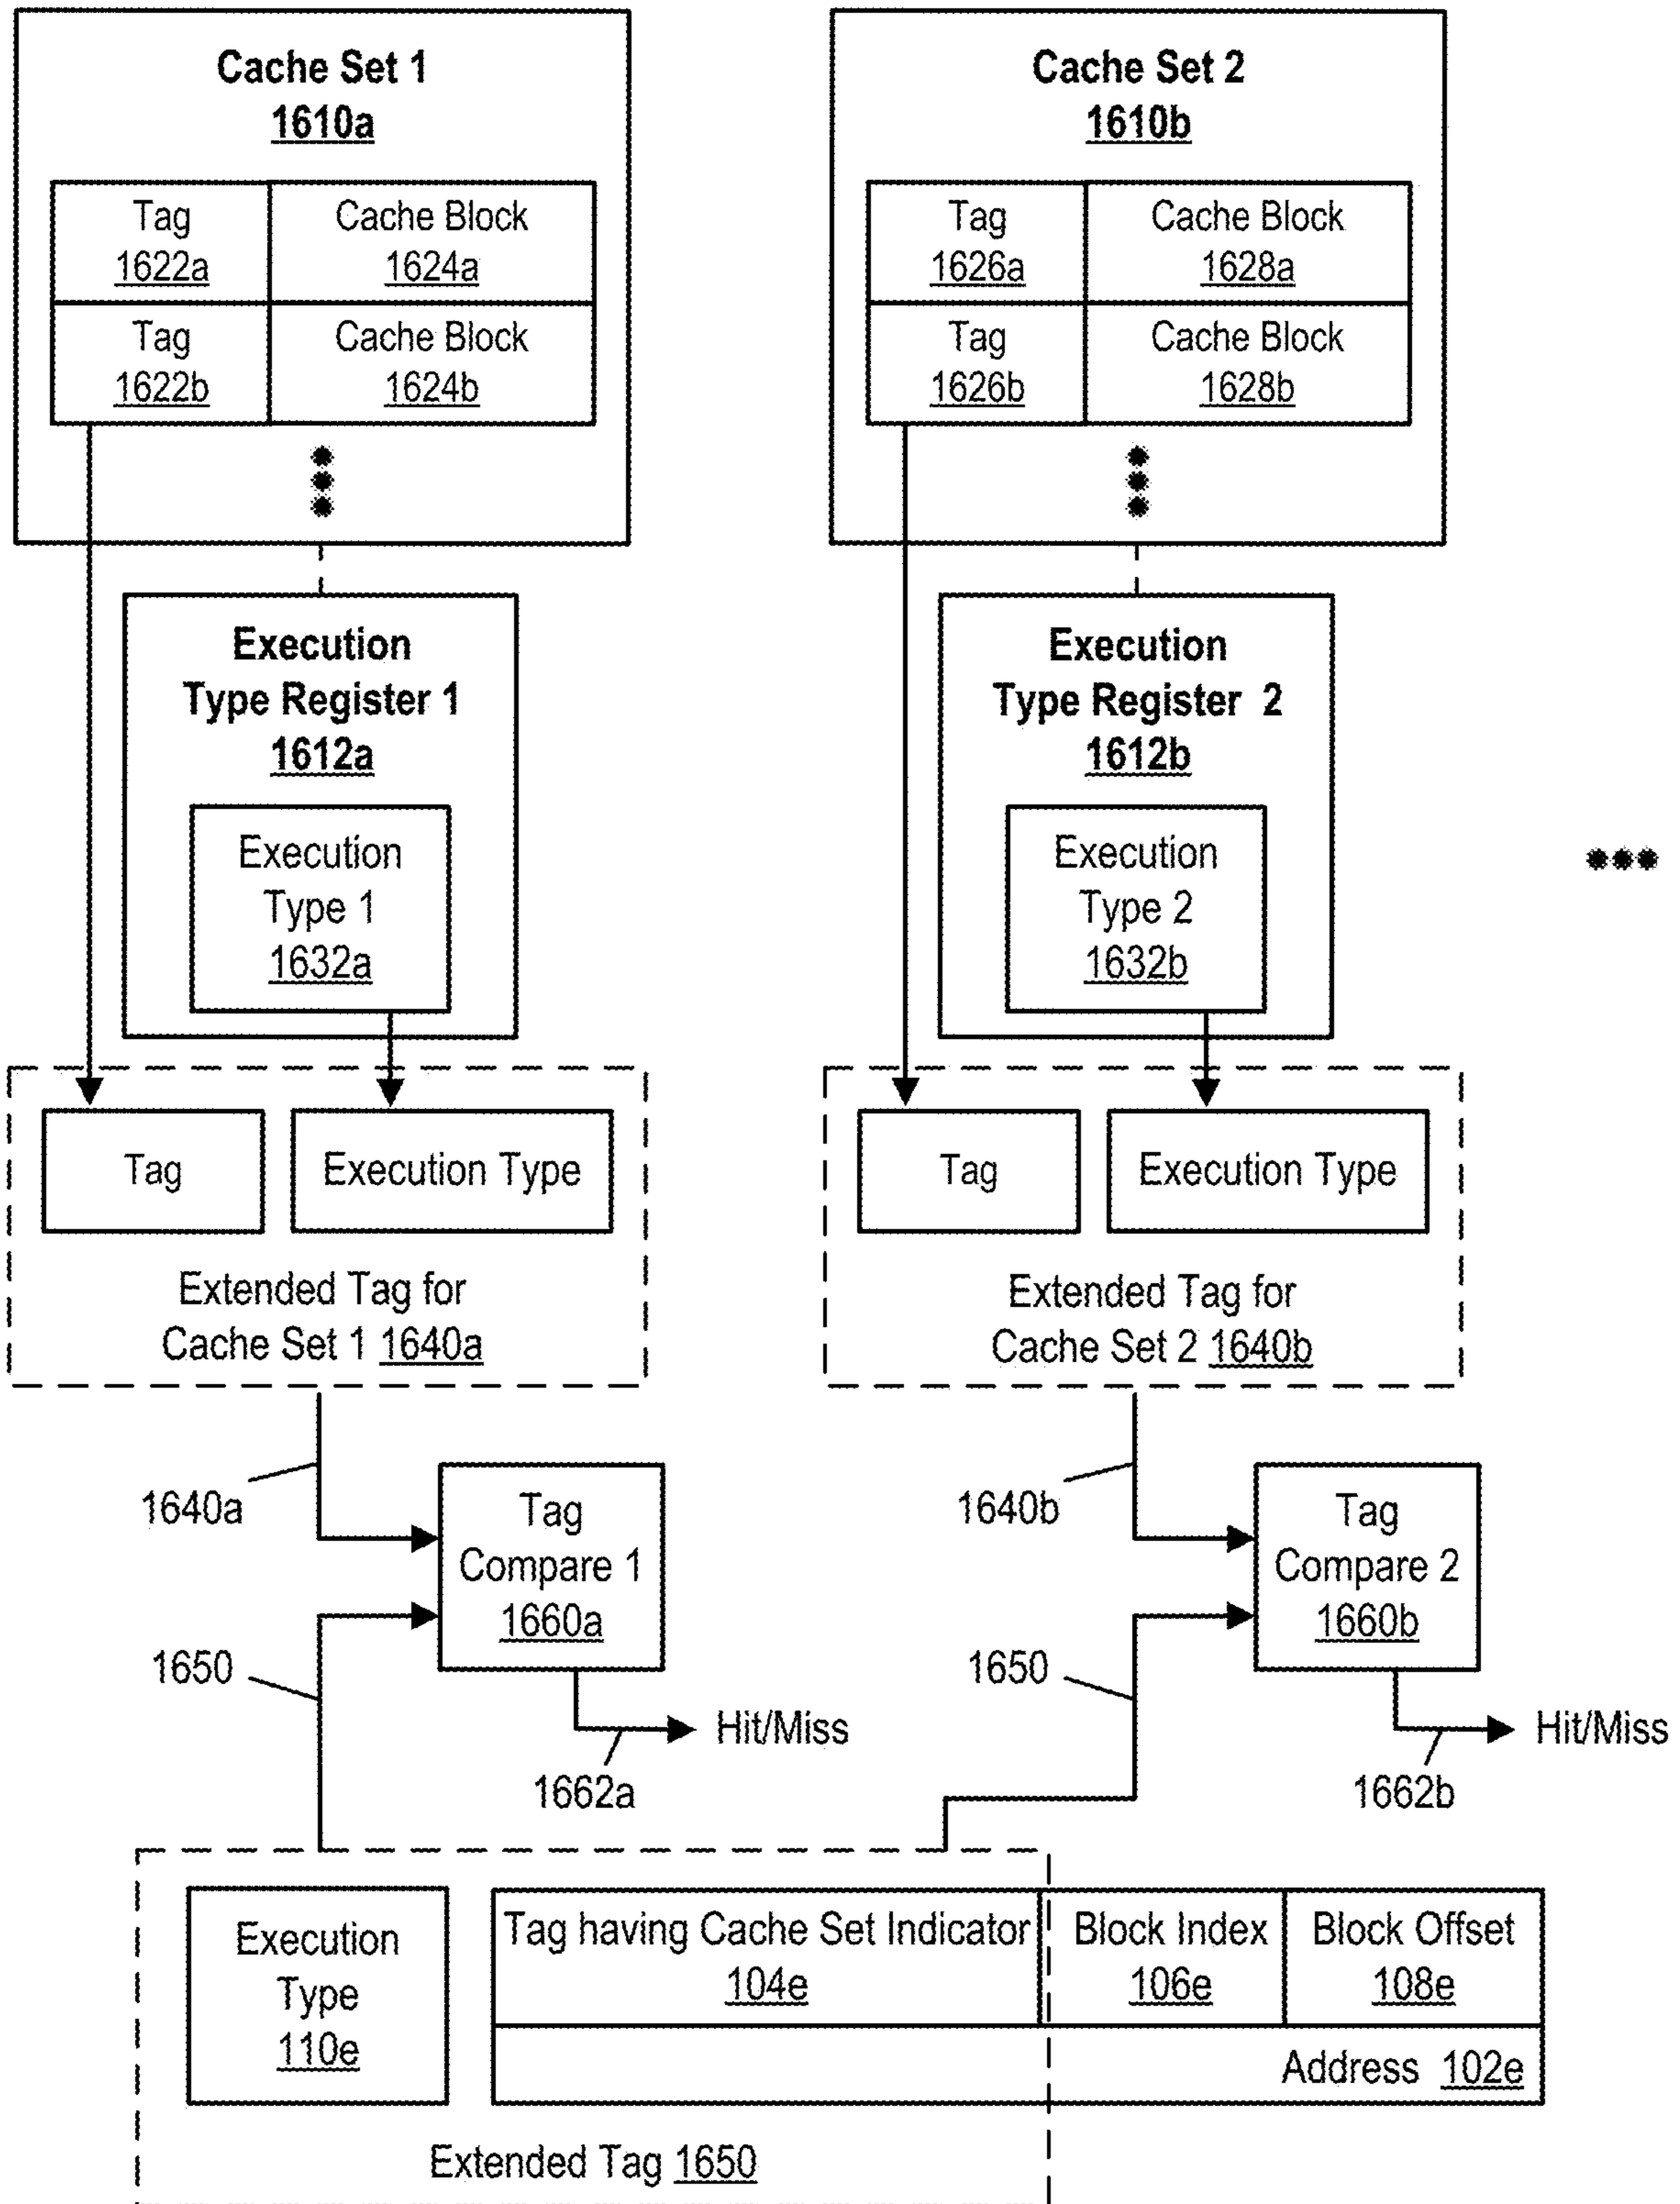 Cache Set 1
1610a
Tag
1622a
Cache Block
1624a
Tag
1622b
Cache Block
1624b
Cache Set 2
1610b
Tag
1626a
Cache Block
1628a
Tag
1626b
Cache Block
1628b
Execution
Type Register 1
1612a
Execution
Type 1
1632a
Execution
Type Register 2
1612b
Execution
Type 2
1632b
Tag
Execution Type
Extended Tag for
Cache Set 1 1640a
Tag
Execution Type
Extended Tag for
Cache Set 2 1640b
1640a
Tag
Compare 1
1660a
1650
Hit/Miss
1662a
1640b
Tag
Compare 2
1660b
1650
Hit/Miss
1662b
Execution
Type
110e
Tag having Cache Set Indicator
104e
Block Index
106e
Block Offset
108e
Address 102e
Extended Tag 1650